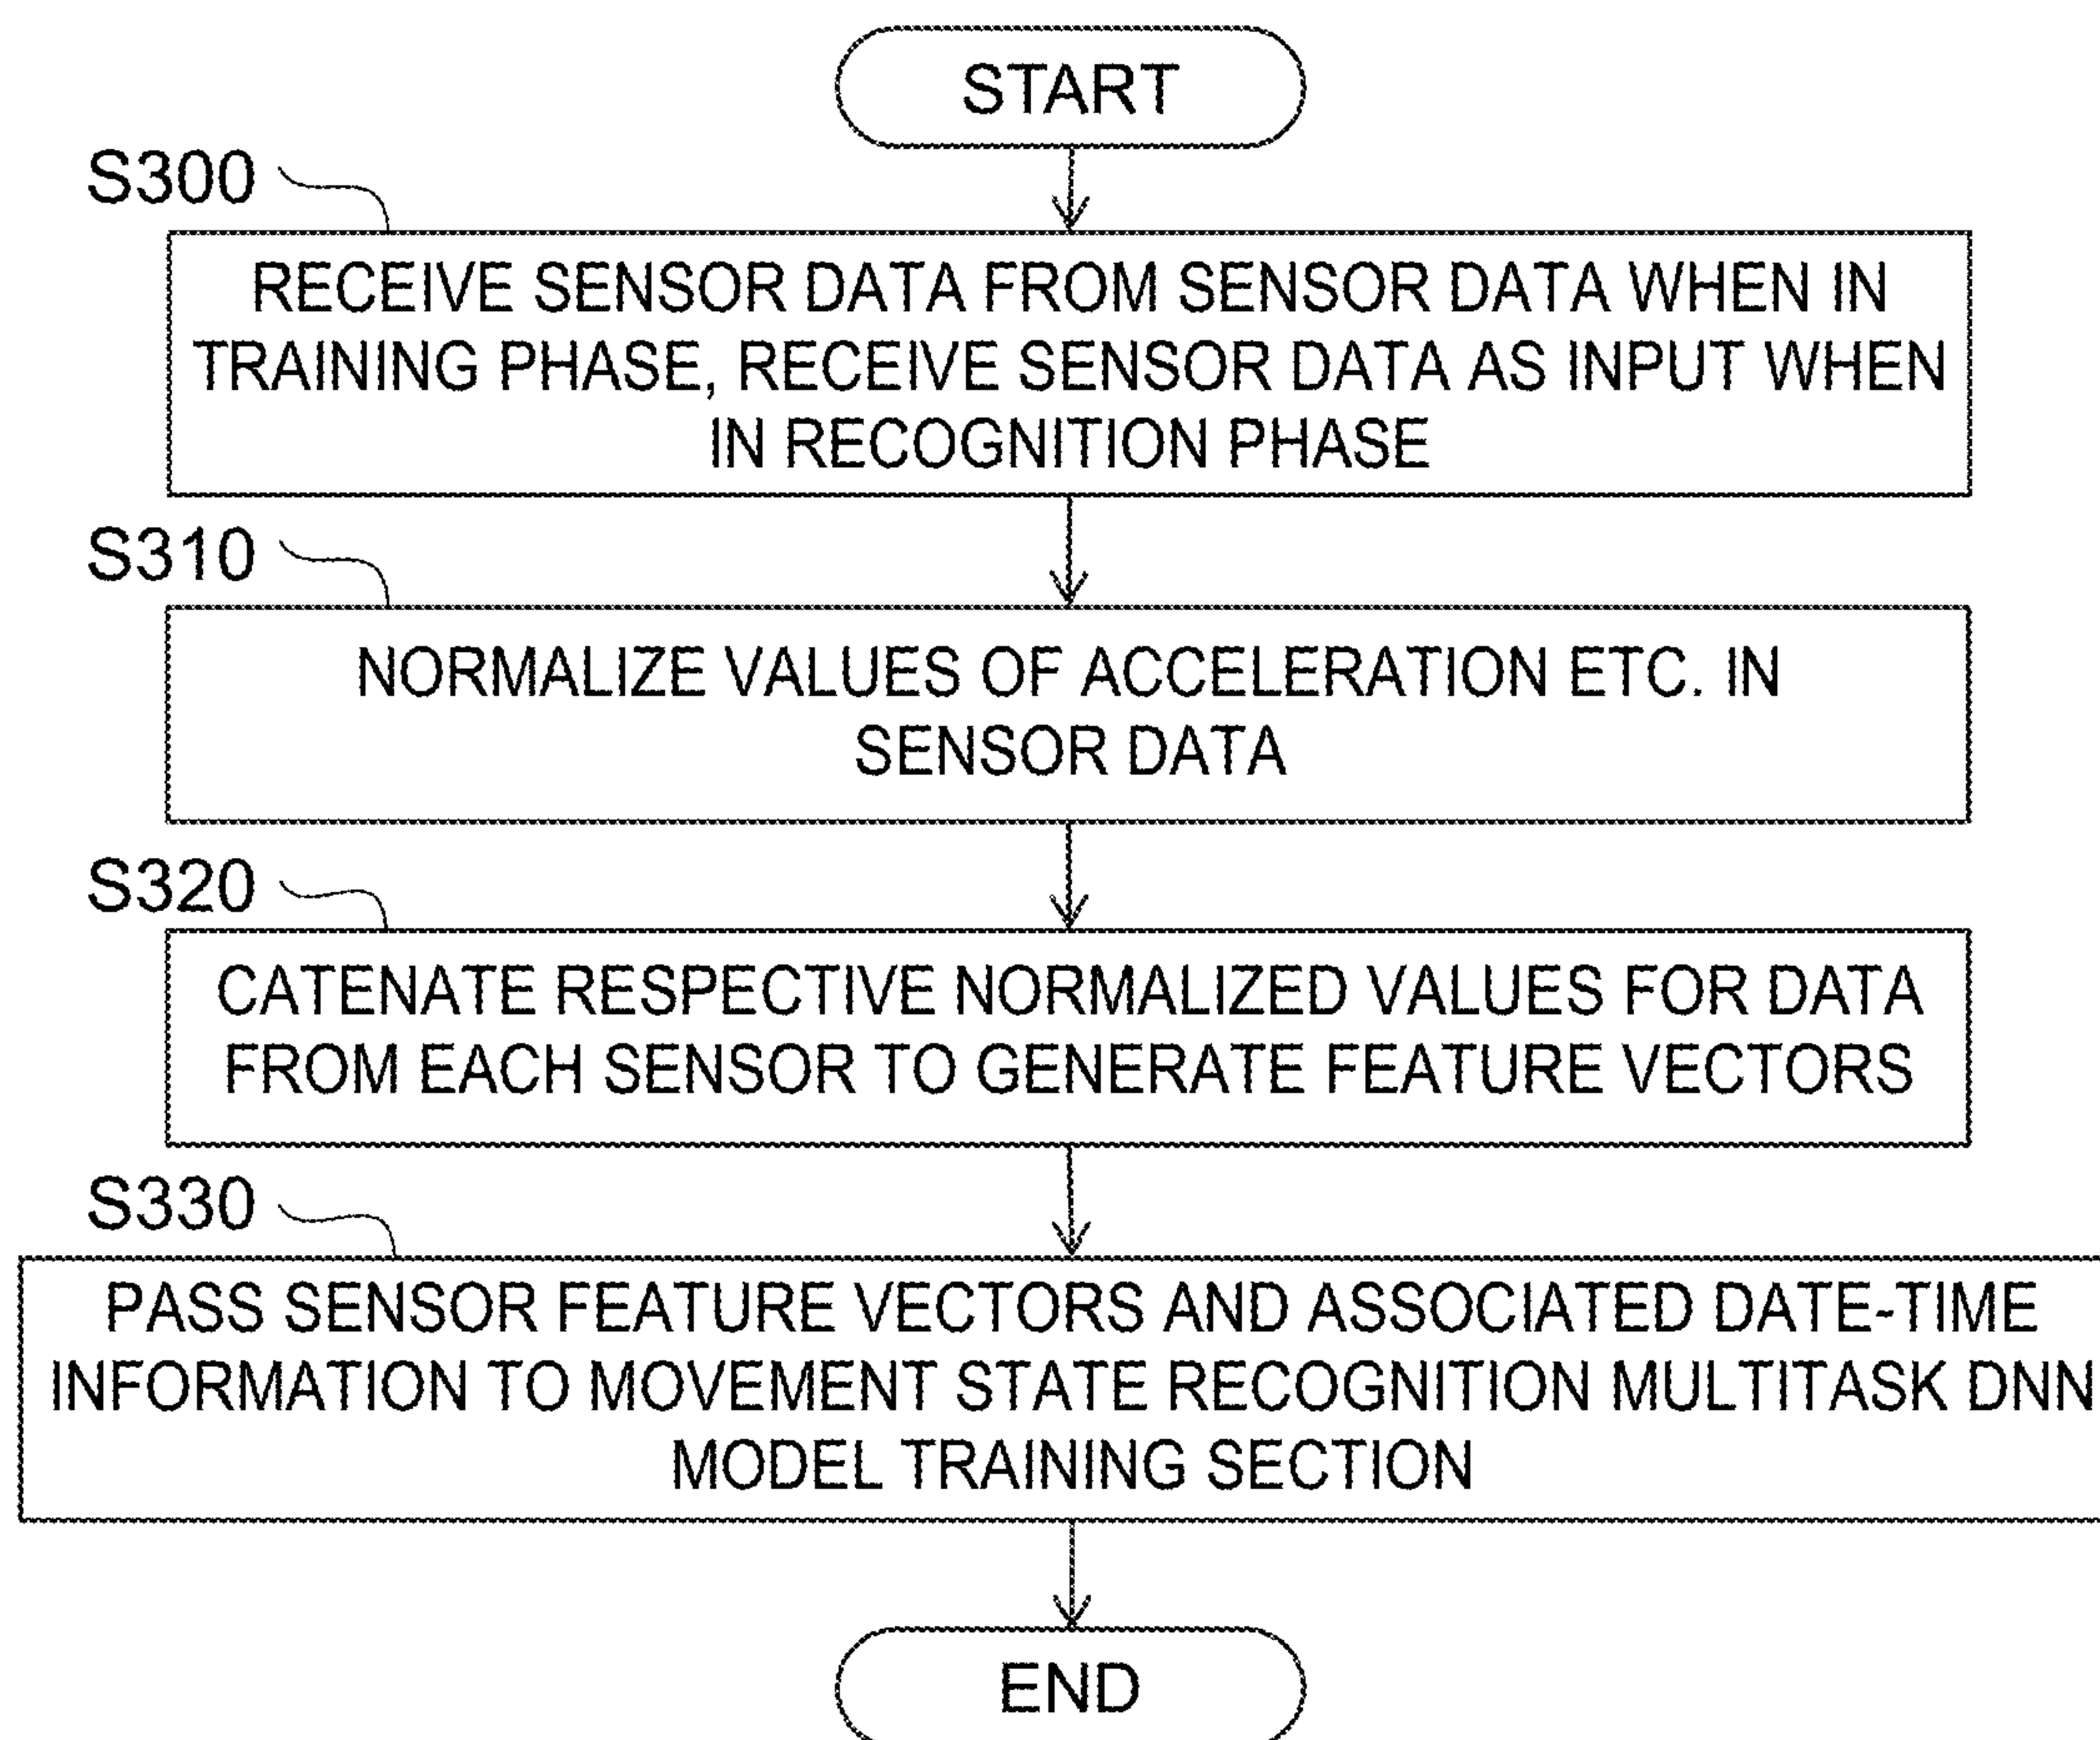 START
S300
RECEIVE SENSOR DATA FROM SENSOR DATA WHEN IN
TRAINING PHASE, RECEIVE SENSOR DATA AS INPUT WHEN
IN RECOGNITION PHASE
S310
NORMALIZE VALUES OF ACCELERATION ETC. IN
SENSOR DATA
S320
CATENATE RESPECTIVE NORMALIZED VALUES FOR DATA
FROM EACH SENSOR TO GENERATE FEATURE VECTORS
S330
PASS SENSOR FEATURE VECTORS AND ASSOCIATED DATE-TIME
INFORMATION TO MOVEMENT STATE RECOGNITION MULTITASK DNN
MODEL TRAINING SECTION
END